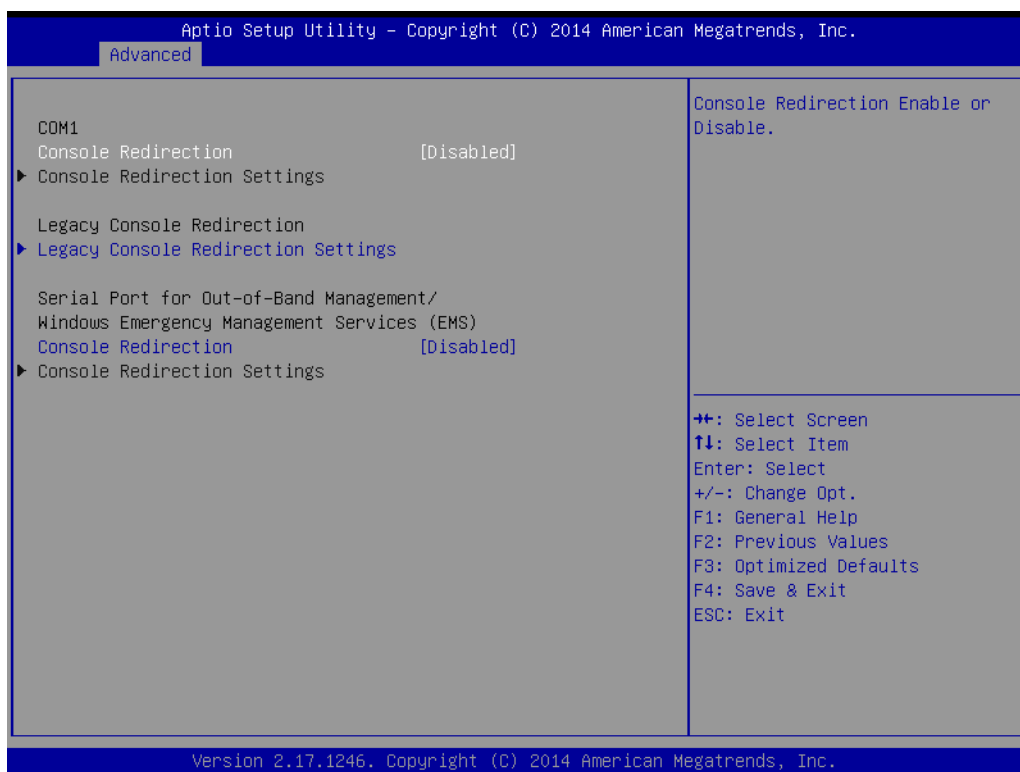 Aptio Setup Utility – Copyright (C) 2014 American Megatrends, Inc.
Advanced
COM1
Console Redirection [Disabled]
▶ Console Redirection Settings
Legacy Console Redirection
▶ Legacy Console Redirection Settings
Serial Port for Out-of-Band Management/
Windows Emergency Management Services (EMS)
Console Redirection [Disabled]
▶ Console Redirection Settings
Console Redirection Enable or
Disable.
→←: Select Screen
↑↓: Select Item
Enter: Select
+/-: Change Opt.
F1: General Help
F2: Previous Values
F3: Optimized Defaults
F4: Save & Exit
ESC: Exit
Version 2.17.1246. Copyright (C) 2014 American Megatrends, Inc.